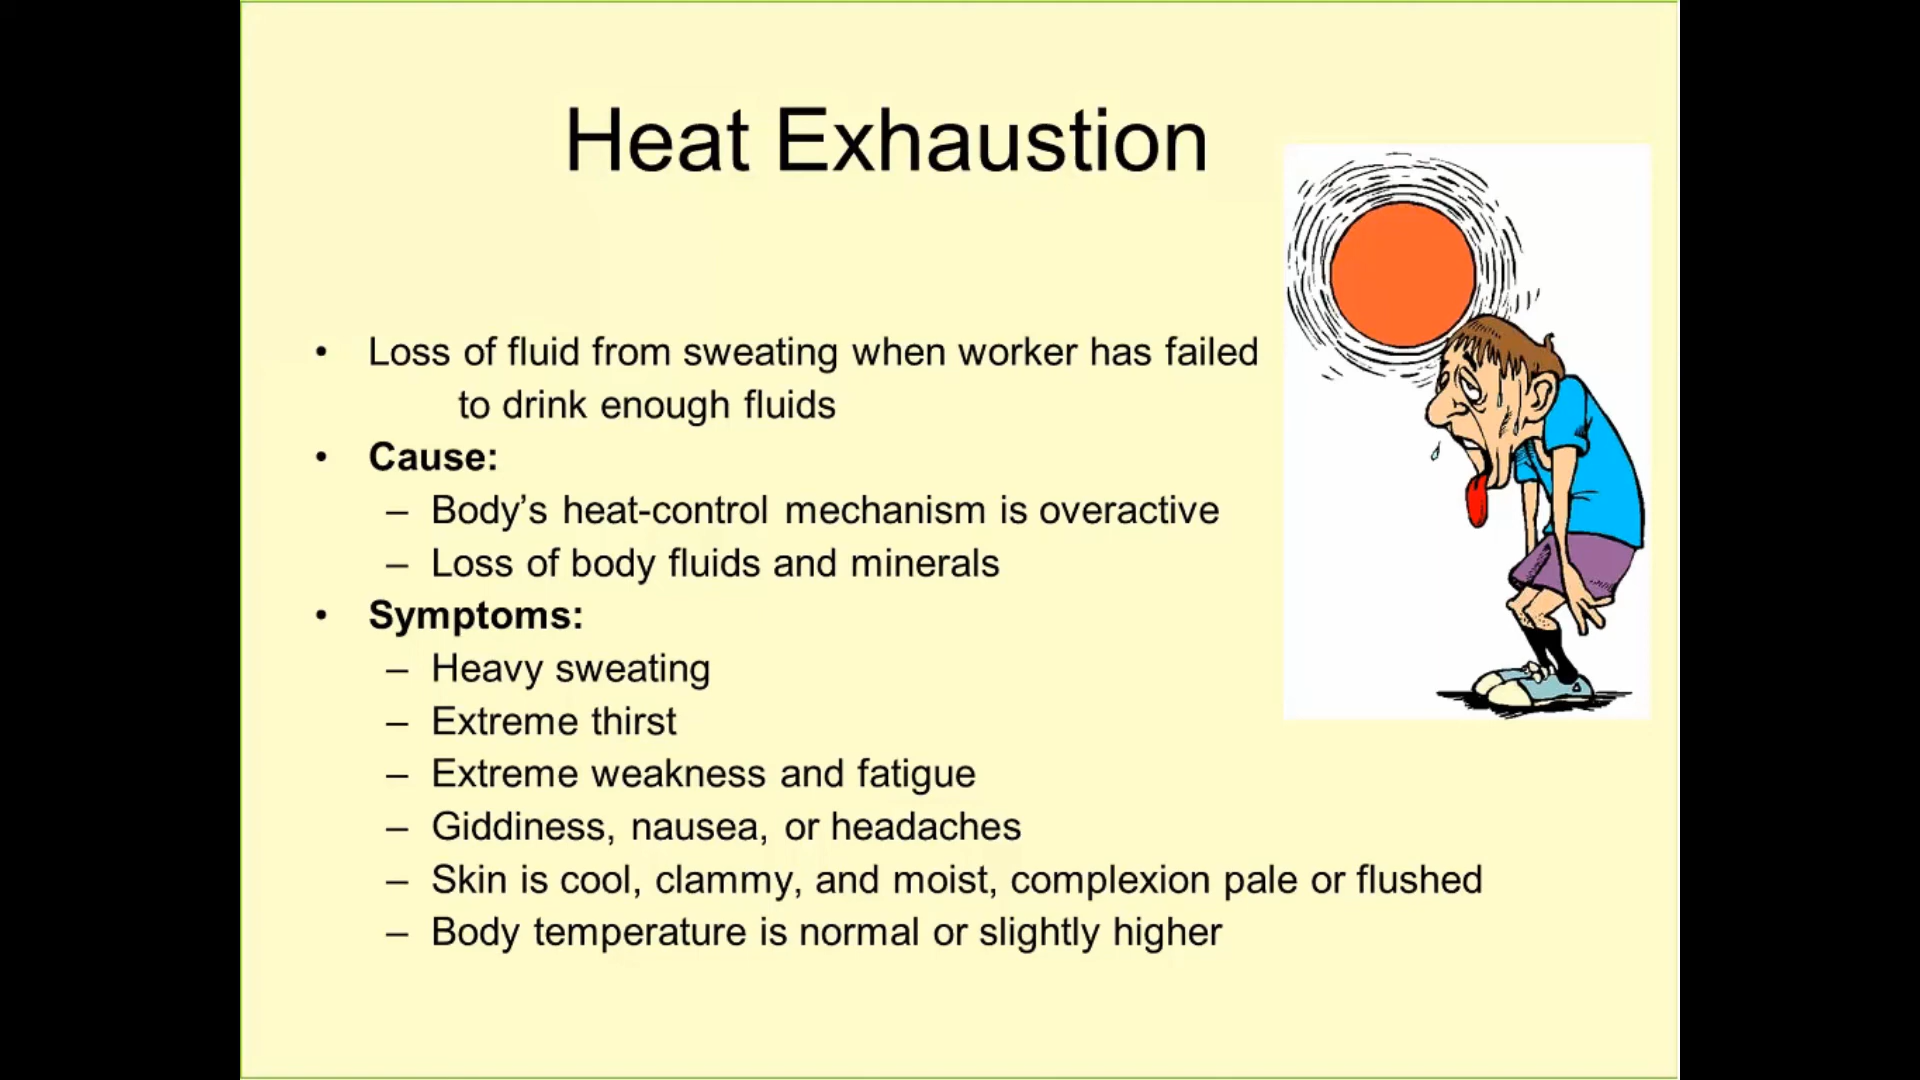 Heat Exhaustion
• Loss of fluid from sweating when worker has failed
to drink enough fluids
• Cause:
– Body’s heat-control mechanism is overactive
– Loss of body fluids and minerals
• Symptoms:
– Heavy sweating
– Extreme thirst
– Extreme weakness and fatigue
– Giddiness, nausea, or headaches
– Skin is cool, clammy, and moist, complexion pale or flushed
– Body temperature is normal or slightly higher